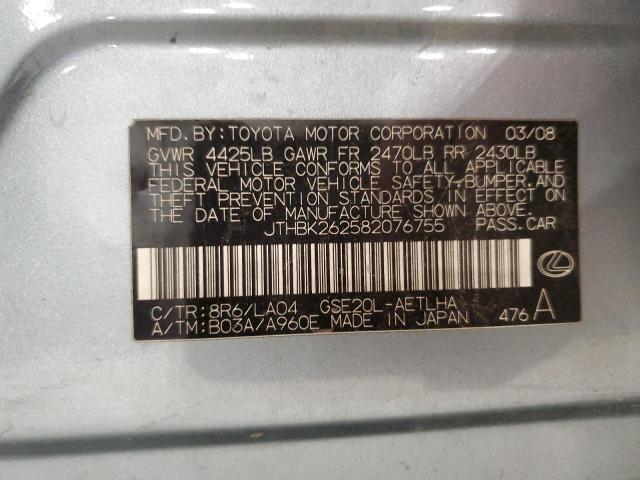 MFD. BY: TOYOTA MOTOR CORPORATION 03/08
GVWR 4425LB GAWR FR 2470LB RR 2430LB
THIS VEHICLE CONFORMS TO ALL APPLICABLE
FEDERAL MOTOR VEHICLE SAFETY, BUMPER, AND
THEFT PREVENTION STANDARDS IN EFFECT ON
THE DATE OF MANUFACTURE SHOWN ABOVE.
JTHBK262582076755 PASS. CAR
C/TR: 8R6/LA04 GSE20L-AETLHA
A/TM: B03A/A960E MADE IN JAPAN 476 A